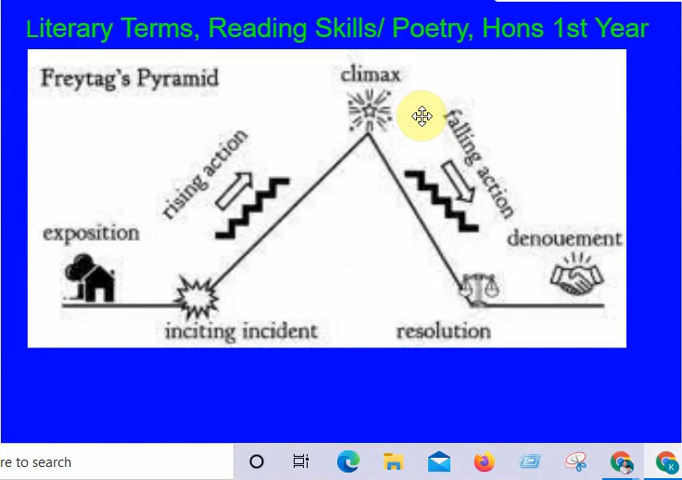 Literary Terms, Reading Skills/ Poetry, Hons 1st Year
Freytag's Pyramid
climax
rising action
falling action
exposition
denouement
inciting incident
resolution
re to search